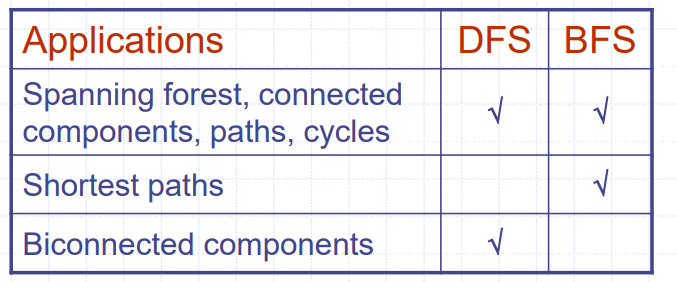 Applications DFS BFS
Spanning forest, connected
components, paths, cycles √ √
Shortest paths √
Biconnected components √